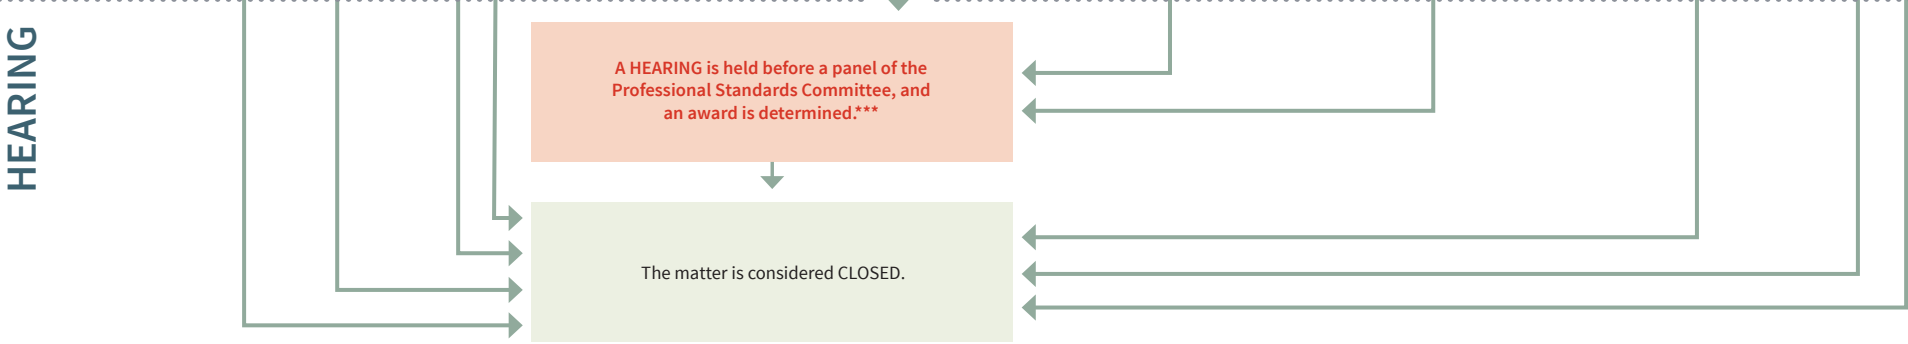 HEARING
A HEARING is held before a panel of the
Professional Standards Committee, and
an award is determined.***
The matter is considered CLOSED.